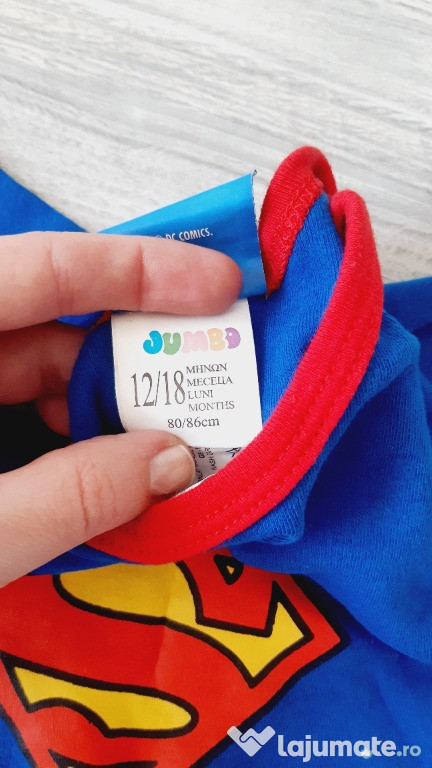 © DC COMICS.
JUMBO
12/18
ΜΗΝΩΝ
МЕСЕЦА
LUNI
MONTHS
80/86cm
lajumate.ro